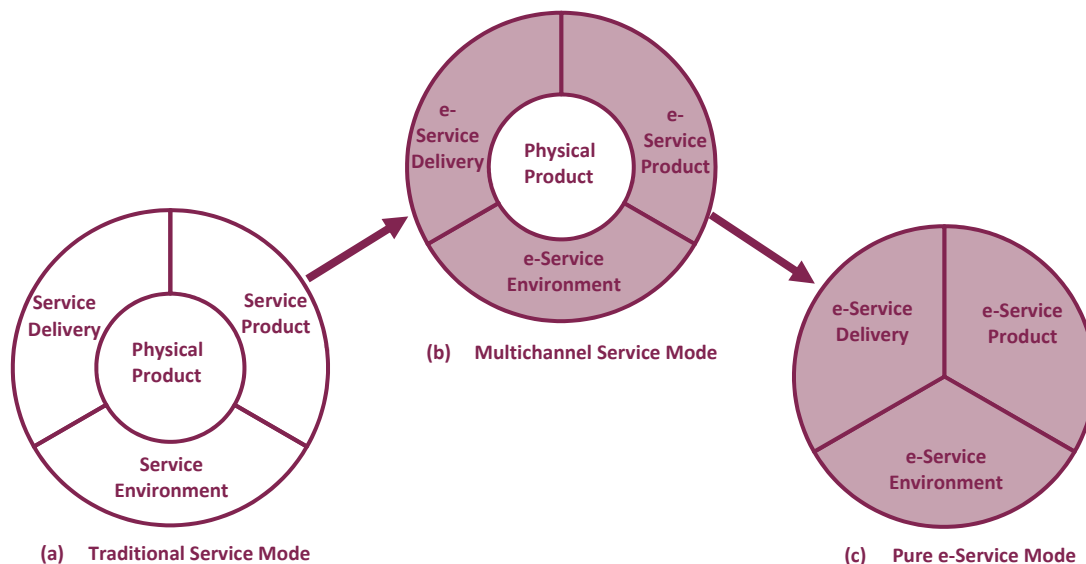 Service
Delivery
Service
Product
Physical
Product
Service
Environment
(a) Traditional Service Mode
e-
Service
Delivery
e-
Service
Product
Physical
Product
e-Service
Environment
(b) Multichannel Service Mode
e-Service
Delivery
e-Service
Product
e-Service
Environment
(c) Pure e-Service Mode